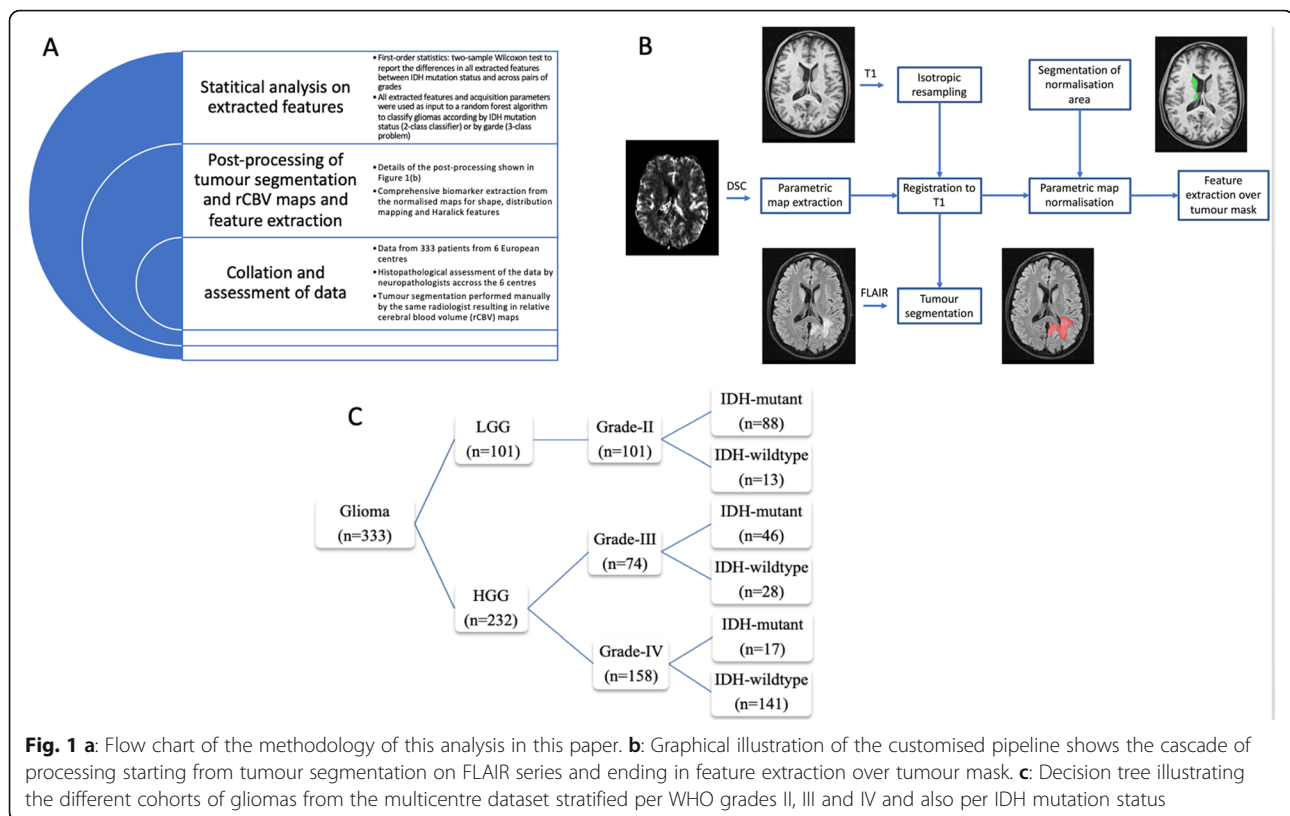 A
Statitical analysis on
extracted features
• First-order statistics: two-sample Wilcoxon test to
report the differences in all extracted features
between IDH mutation status and across pairs of
grades
• All extracted features and acquisition parameters
were used as input to a random forest algorithm
to classify gliomas according by IDH mutation
status (2-class classifier) or by garde (3-class
problem)
Post-processing of
tumour segmentation
and rCBV maps and
feature extraction
• Details of the post-processing shown in
Figure 1(b)
• Comprehensive biomarker extraction from
the normalised maps for shape, distribution
mapping and Haralick features
Collation and
assessment of data
• Data from 333 patients from 6 European
centres
• Histopathological assessment of the data by
neuropathologists accross the 6 centres
• Tumour segmentation performed manually
by the same radiologist resulting in relative
cerebral blood volume (rCBV) maps
B
T1
Isotropic
resampling
Segmentation
of normalisation
area
DSC
Parametric
map extraction
Registration to
T1
Parametric map
normalisation
Feature
extraction over
tumour mask
FLAIR
Tumour
segmentation
C
Glioma
(n=333)
LGG
(n=101)
Grade-II
(n=101)
IDH-mutant
(n=88)
IDH-wildtype
(n=13)
HGG
(n=232)
Grade-III
(n=74)
IDH-mutant
(n=46)
IDH-wildtype
(n=28)
Grade-IV
(n=158)
IDH-mutant
(n=17)
IDH-wildtype
(n=141)
Fig. 1 a: Flow chart of the methodology of this analysis in this paper. b: Graphical illustration of the customised pipeline shows the cascade of
processing starting from tumour segmentation on FLAIR series and ending in feature extraction over tumour mask. c: Decision tree illustrating
the different cohorts of gliomas from the multicentre dataset stratified per WHO grades II, III and IV and also per IDH mutation status